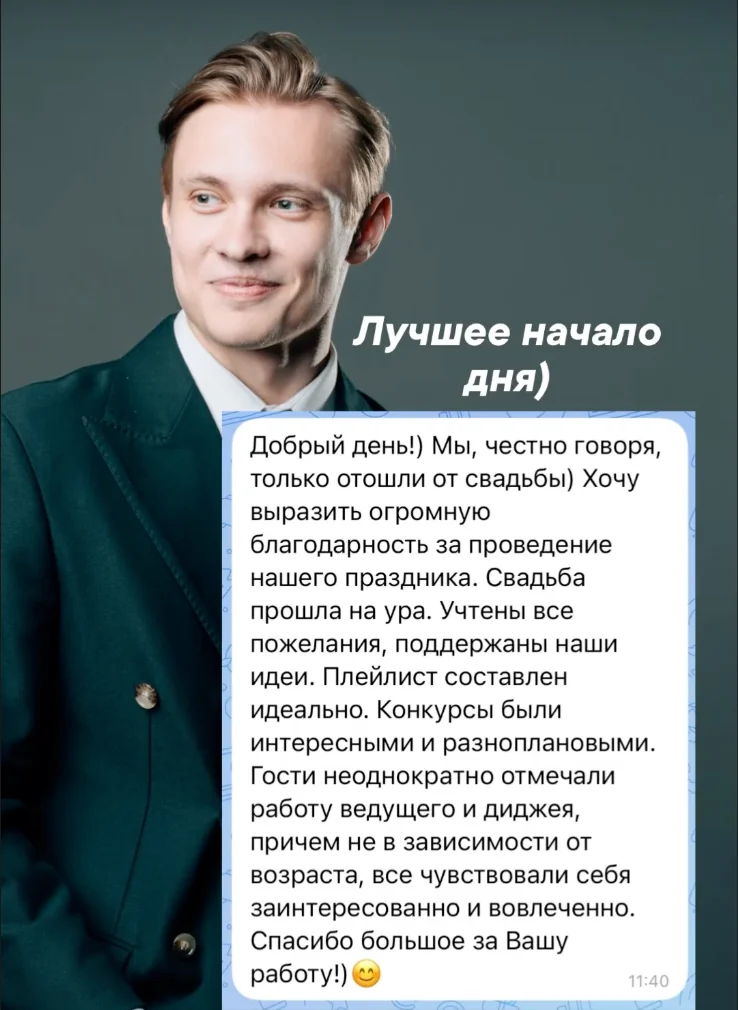 Лучшее начало
дня)
Добрый день!) Мы, честно говоря,
только отошли от свадьбы) Хочу
выразить огромную
благодарность за проведение
нашего праздника. Свадьба
прошла на ура. Учтены все
пожелания, поддержаны наши
идеи. Плейлист составлен
идеально. Конкурсы были
интересными и разноплановыми.
Гости неоднократно отмечали
работу ведущего и диджея,
причем не в зависимости от
возраста, все чувствовали себя
заинтересованно и вовлеченно.
Спасибо большое за Вашу
работу!)😊
11:40